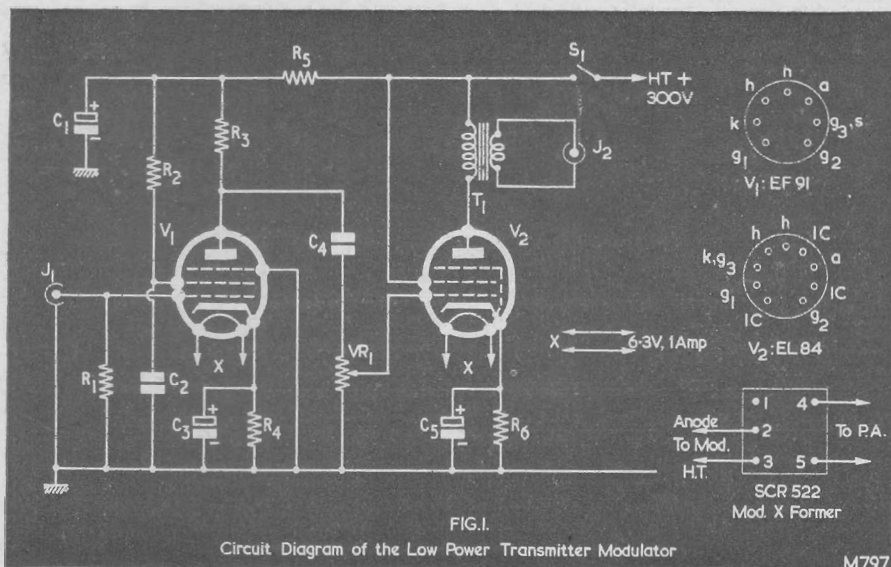 R5
S1
HT +
300V
C1
+
−
R3
R2
J2
T1
V1
V2
C4
J1
R1
C2
X
VR1
C3
+
−
R4
C5
+
−
R6
X
X
6·3V, 1Amp
h
h
a
k
g3,s
g1
g2
V1: EF 91
h
h
IC
k,g3
a
g1
IC
IC
g2
V2: EL 84
1
4
Anode
2
To Mod.
To P.A.
3
5
H.T.
SCR 522
Mod. X Former
FIG.1.
Circuit Diagram of the Low Power Transmitter Modulator
M797